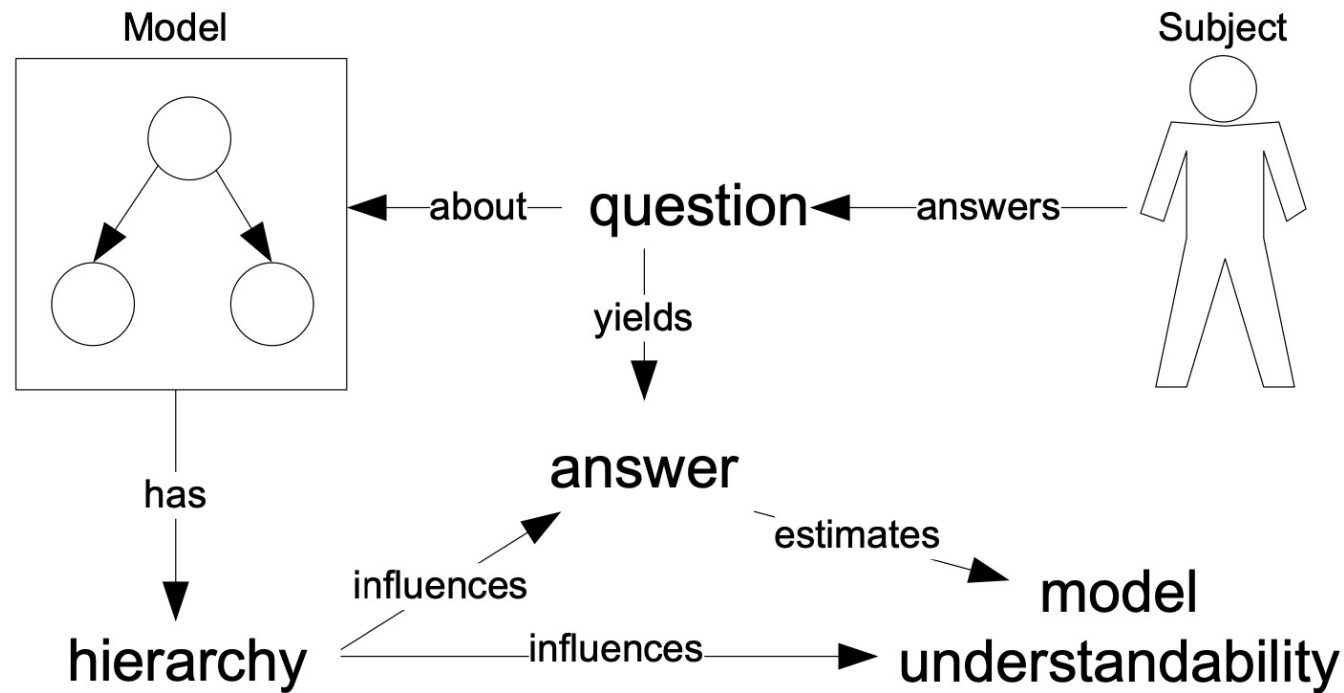 Model
Subject
about
question
answers
yields
has
answer
estimates
influences
model
hierarchy
influences
understandability